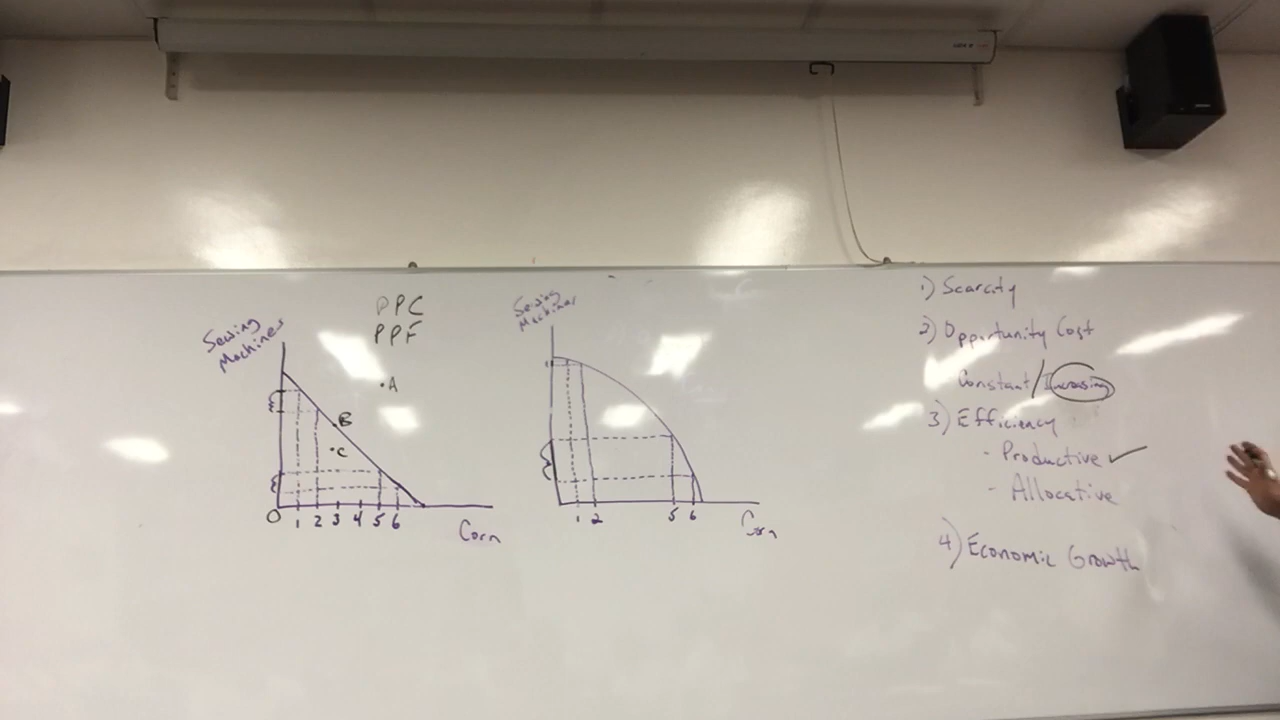 PPC
PPF
Sewing
Machines
A
B
C
0 1 2 3 4 5 6
Corn
Sewing
Machines
1 2 5 6
Corn
1) Scarcity
2) Opportunity Cost
Constant/Increasing
3) Efficiency
- Productive ✓
- Allocative
4) Economic Growth